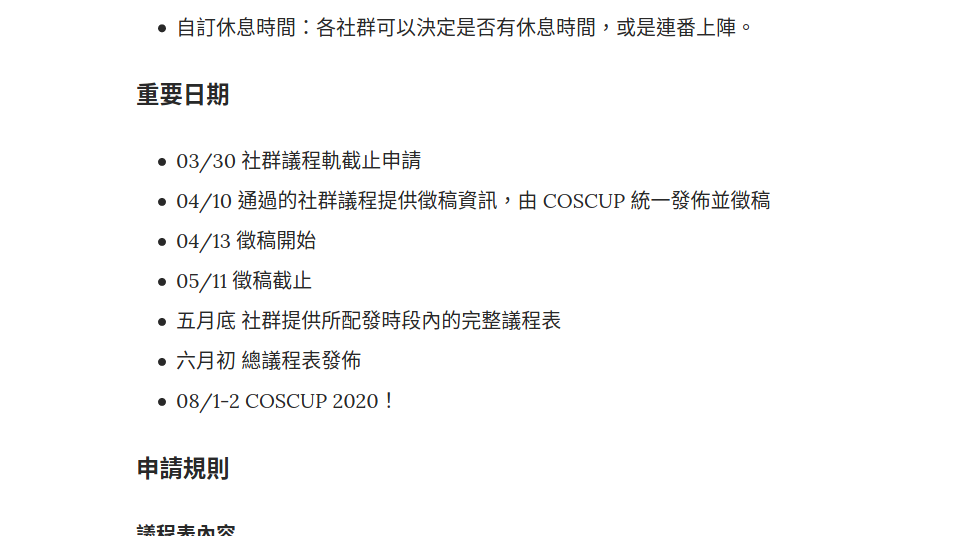 自訂休息時間：各社群可以決定是否有休息時間，或是連番上陣。
重要日期
03/30 社群議程軌截止申請
04/10 通過的社群議程提供徵稿資訊，由 COSCUP 統一發佈並徵稿
04/13 徵稿開始
05/11 徵稿截止
五月底 社群提供所配發時段內的完整議程表
六月初 總議程表發佈
08/1-2 COSCUP 2020！
申請規則
議程表內容